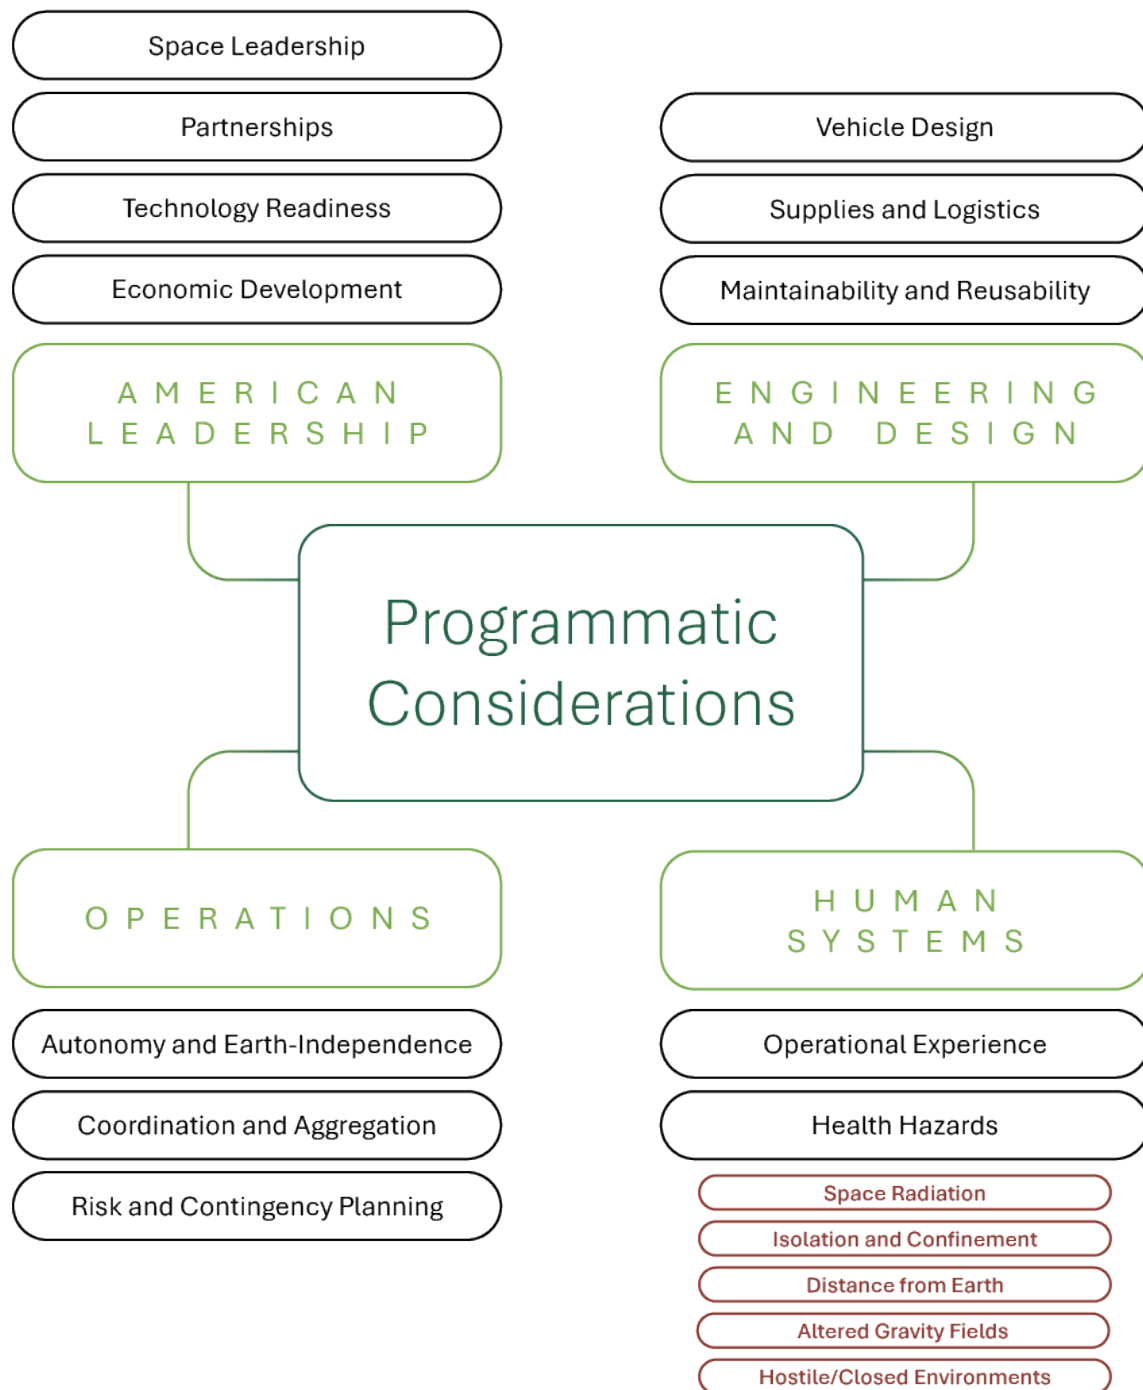 Space Leadership
Partnerships
Technology Readiness
Economic Development
AMERICAN
LEADERSHIP
Vehicle Design
Supplies and Logistics
Maintainability and Reusability
ENGINEERING
AND DESIGN
Programmatic
Considerations
OPERATIONS
Autonomy and Earth-Independence
Coordination and Aggregation
Risk and Contingency Planning
HUMAN
SYSTEMS
Operational Experience
Health Hazards
Space Radiation
Isolation and Confinement
Distance from Earth
Altered Gravity Fields
Hostile/Closed Environments